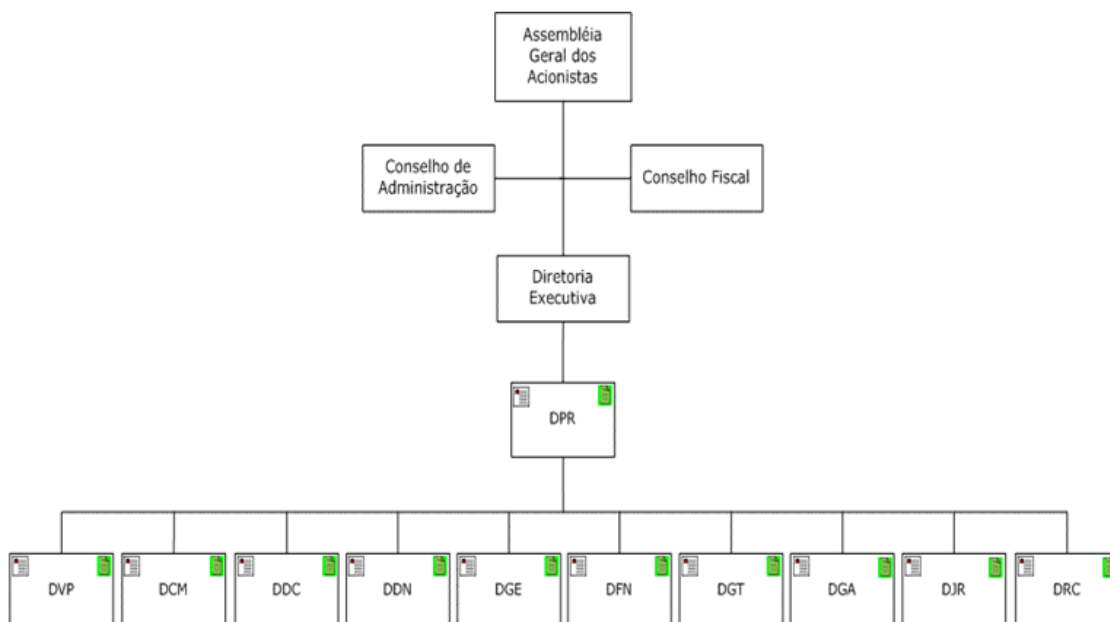 Assembléia
Geral dos
Acionistas
Conselho de
Administração
Conselho Fiscal
Diretoria
Executiva
DPR
DVP
DCM
DDC
DDN
DGE
DFN
DGT
DGA
DJR
DRC